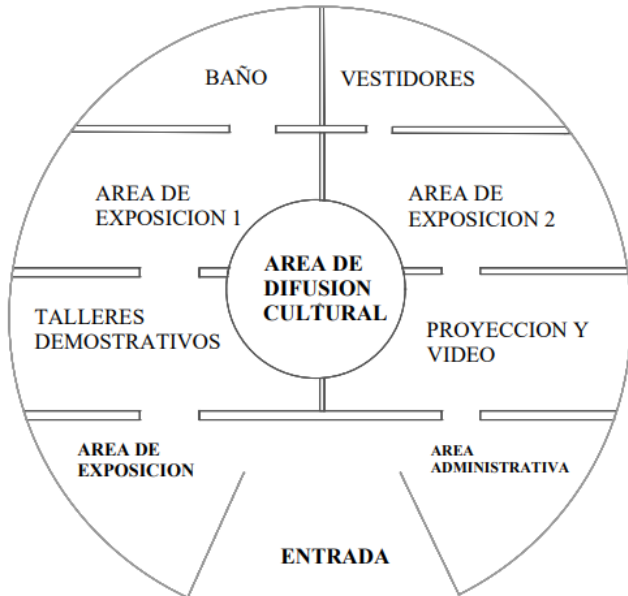 BAÑO
VESTIDORES
AREA DE
EXPOSICION 1
AREA DE
EXPOSICION 2
AREA DE
DIFUSION
CULTURAL
TALLERES
DEMOSTRATIVOS
PROYECCION Y
VIDEO
AREA DE
EXPOSICION
AREA
ADMINISTRATIVA
ENTRADA